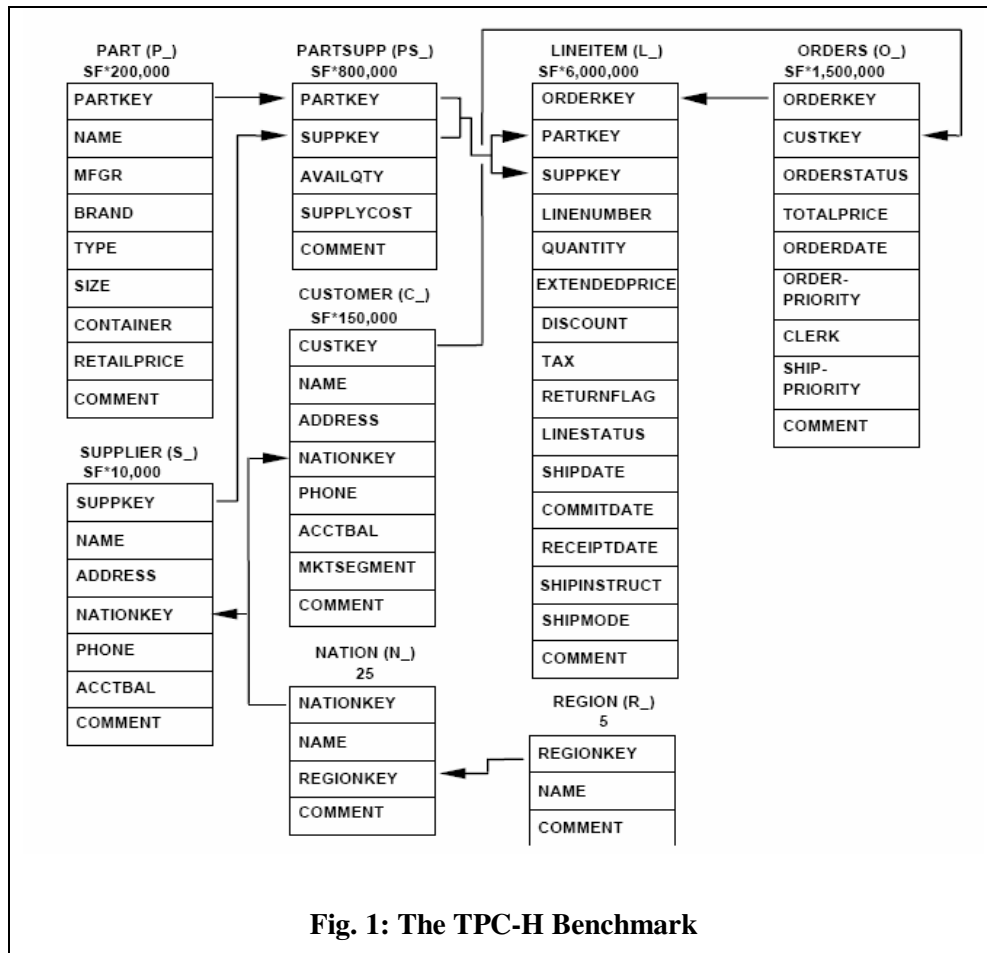 PART (P_)
SF*200,000
PARTKEY
NAME
MFGR
BRAND
TYPE
SIZE
CONTAINER
RETAILPRICE
COMMENT
SUPPLIER (S_)
SF*10,000
SUPPKEY
NAME
ADDRESS
NATIONKEY
PHONE
ACCTBAL
COMMENT
PARTSUPP (PS_)
SF*800,000
PARTKEY
SUPPKEY
AVAILQTY
SUPPLYCOST
COMMENT
CUSTOMER (C_)
SF*150,000
CUSTKEY
NAME
ADDRESS
NATIONKEY
PHONE
ACCTBAL
MKTSEGMENT
COMMENT
NATION (N_)
25
NATIONKEY
NAME
REGIONKEY
COMMENT
LINEITEM (L_)
SF*6,000,000
ORDERKEY
PARTKEY
SUPPKEY
LINENUMBER
QUANTITY
EXTENDEDPRICE
DISCOUNT
TAX
RETURNFLAG
LINESTATUS
SHIPDATE
COMMITDATE
RECEIPTDATE
SHIPINSTRUCT
SHIPMODE
COMMENT
REGION (R_)
5
REGIONKEY
NAME
COMMENT
ORDERS (O_)
SF*1,500,000
ORDERKEY
CUSTKEY
ORDERSTATUS
TOTALPRICE
ORDERDATE
ORDER-
PRIORITY
CLERK
SHIP-
PRIORITY
COMMENT
Fig. 1: The TPC-H Benchmark